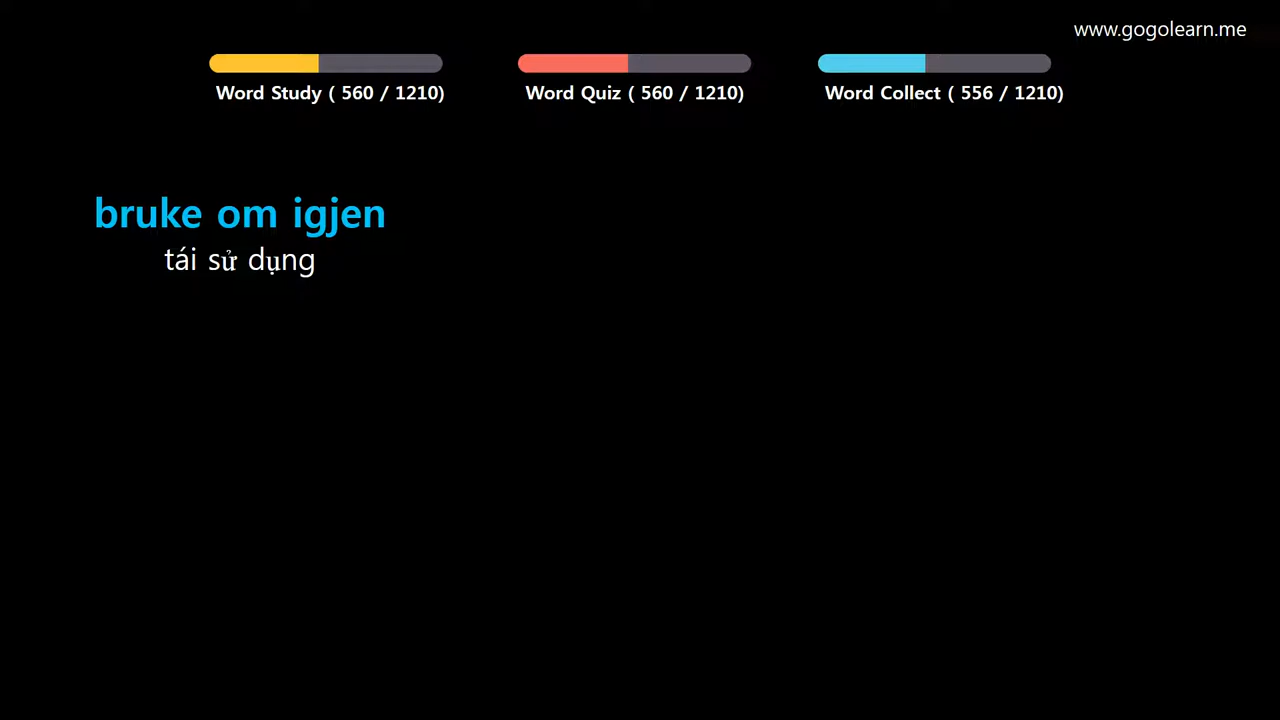 www.gogolearn.me
Word Study ( 560 / 1210)
Word Quiz ( 560 / 1210)
Word Collect ( 556 / 1210)
bruke om igjen
tái sử dụng